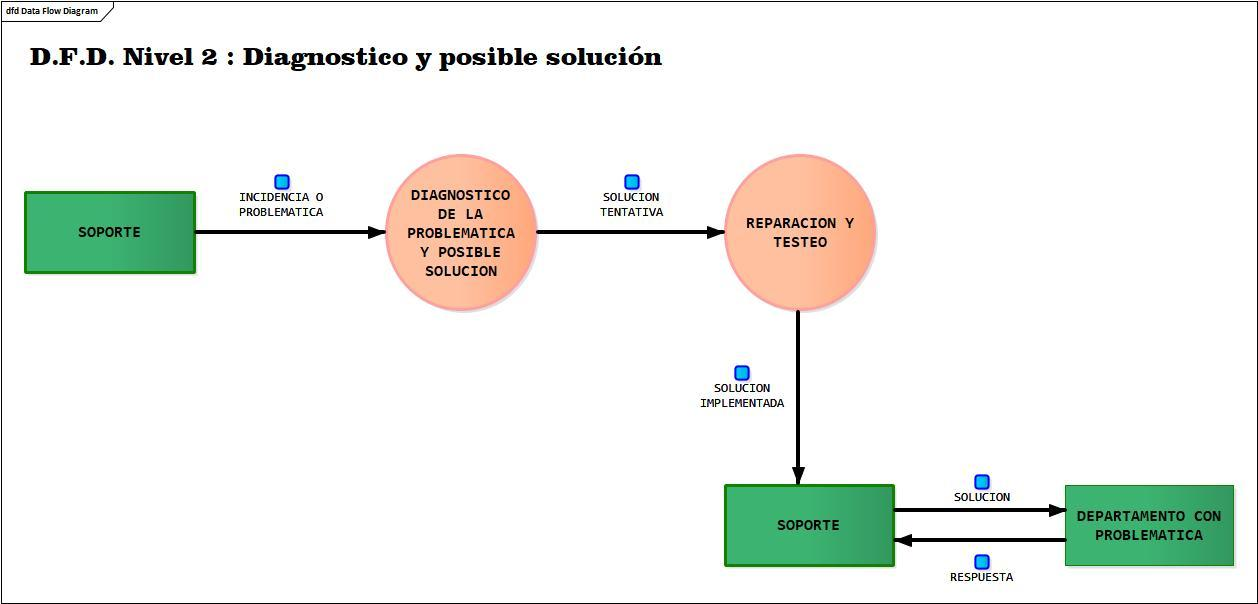 dfd Data Flow Diagram
D.F.D. Nivel 2 : Diagnostico y posible solución
SOPORTE
INCIDENCIA O
PROBLEMATICA
DIAGNOSTICO
DE LA
PROBLEMATICA
Y POSIBLE
SOLUCION
SOLUCION
TENTATIVA
REPARACION Y
TESTEO
SOLUCION
IMPLEMENTADA
SOPORTE
SOLUCION
DEPARTAMENTO CON
PROBLEMATICA
RESPUESTA